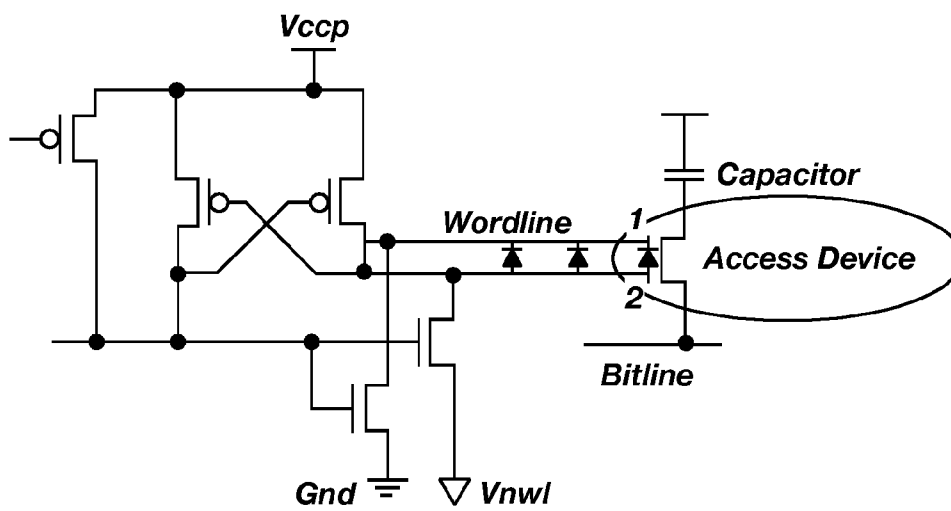 Vccp
Capacitor
Wordline
1
Access Device
2
Bitline
Gnd
Vnwl